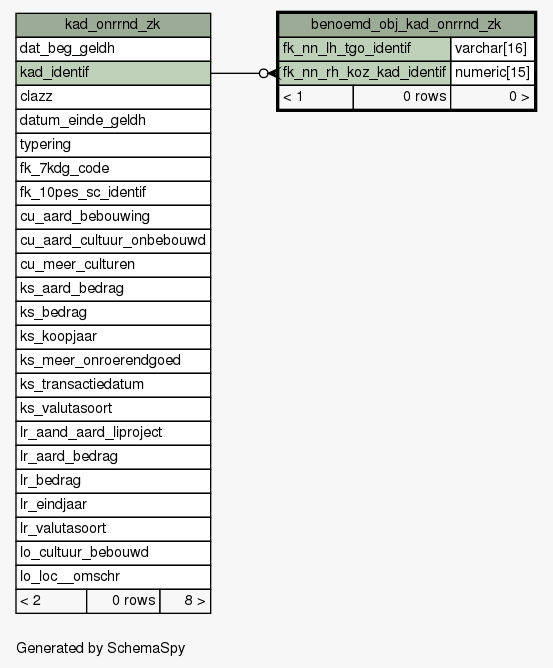 kad_onrrnd_zk
dat_beg_geldh
kad_identif
clazz
datum_einde_geldh
typering
fk_7kdg_code
fk_10pes_sc_identif
cu_aard_bebouwing
cu_aard_cultuur_onbebouwd
cu_meer_culturen
ks_aard_bedrag
ks_bedrag
ks_koopjaar
ks_meer_onroerendgoed
ks_transactiedatum
ks_valutasoort
lr_aand_aard_liproject
lr_aard_bedrag
lr_bedrag
lr_eindjaar
lr_valutasoort
lo_cultuur_bebouwd
lo_loc__omschr
< 2 0 rows 8 >
benoemd_obj_kad_onrrnd_zk
fk_nn_lh_tgo_identif varchar[16]
fk_nn_rh_koz_kad_identif numeric[15]
< 1 0 rows 0 >
Generated by SchemaSpy